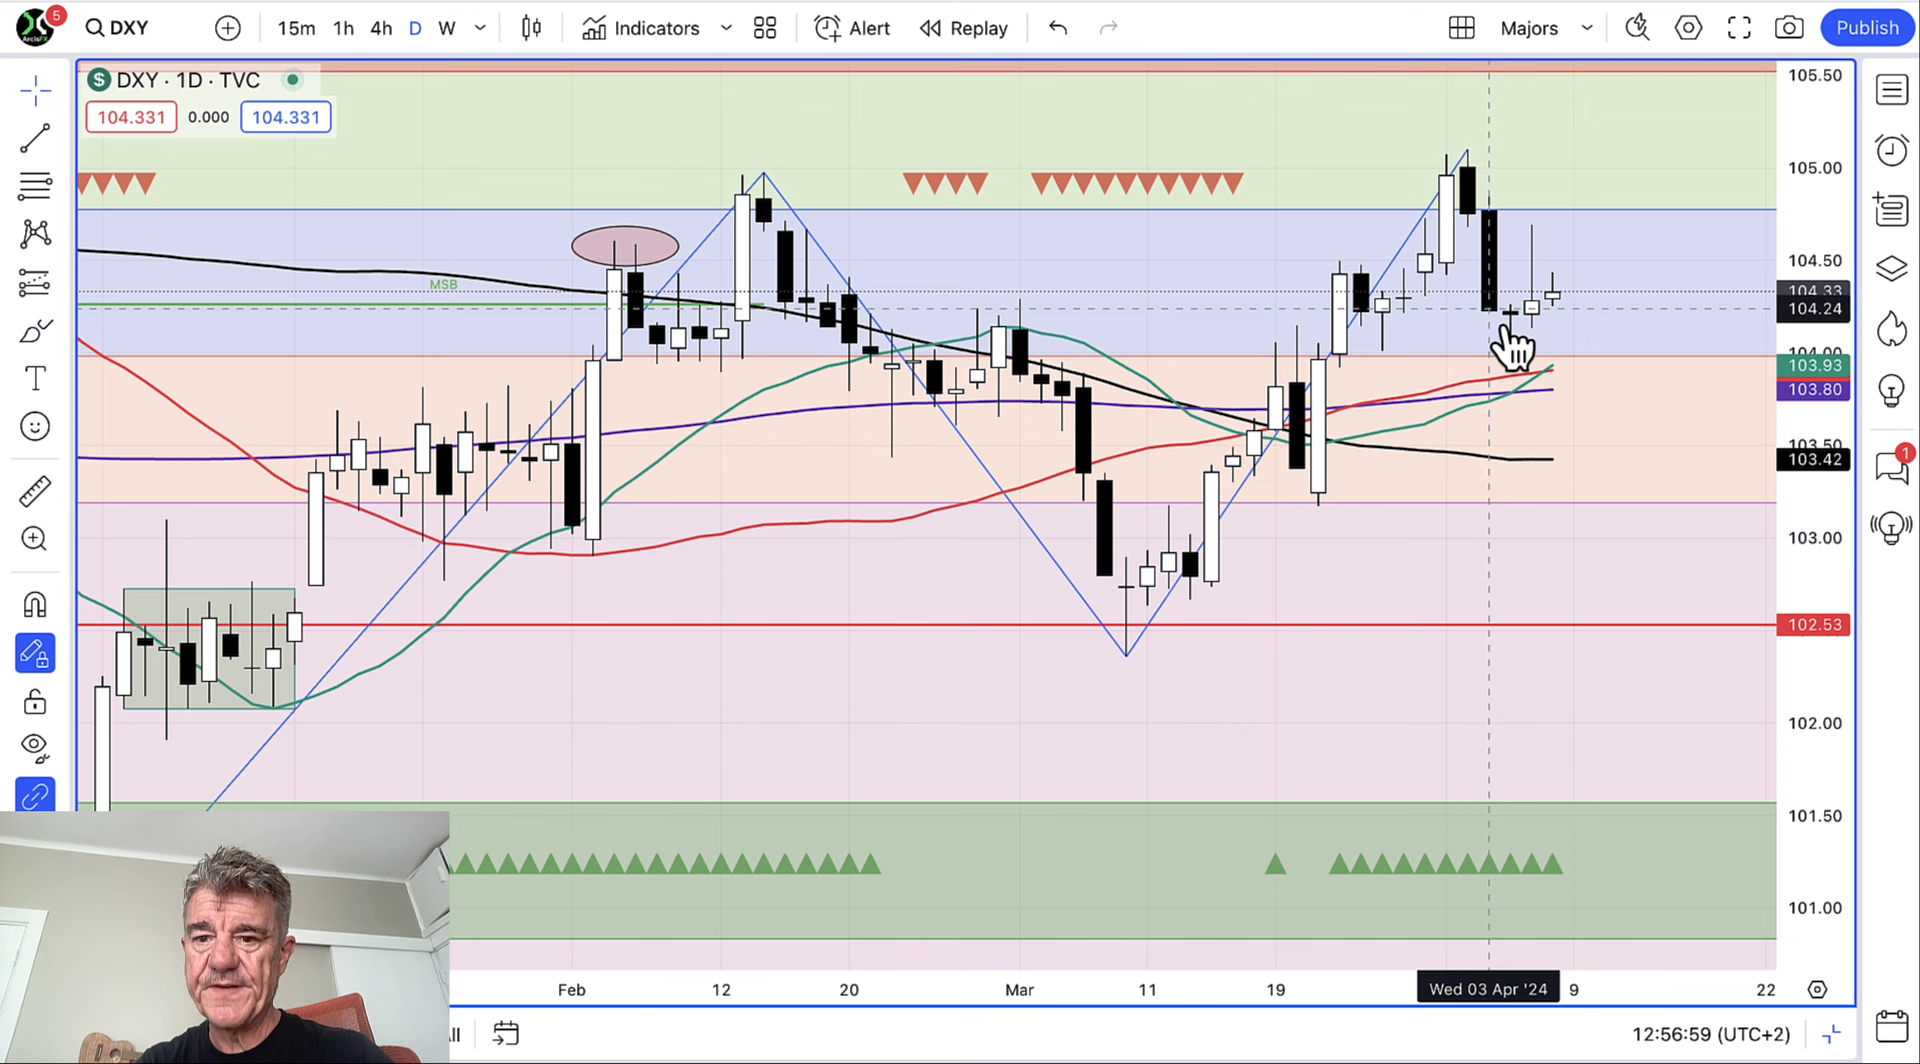 5
ArcisFX
DXY
15m
1h
4h
D
W
Indicators
Alert
Replay
Majors
Publish
$
DXY · 1D · TVC
104.331
0.000
104.331
MSB
105.50
105.00
104.50
104.33
104.24
103.93
103.80
103.50
103.42
103.00
102.53
102.00
101.50
101.00
1
Feb
12
20
Mar
11
19
Wed 03 Apr '24
9
22
12:56:59 (UTC+2)